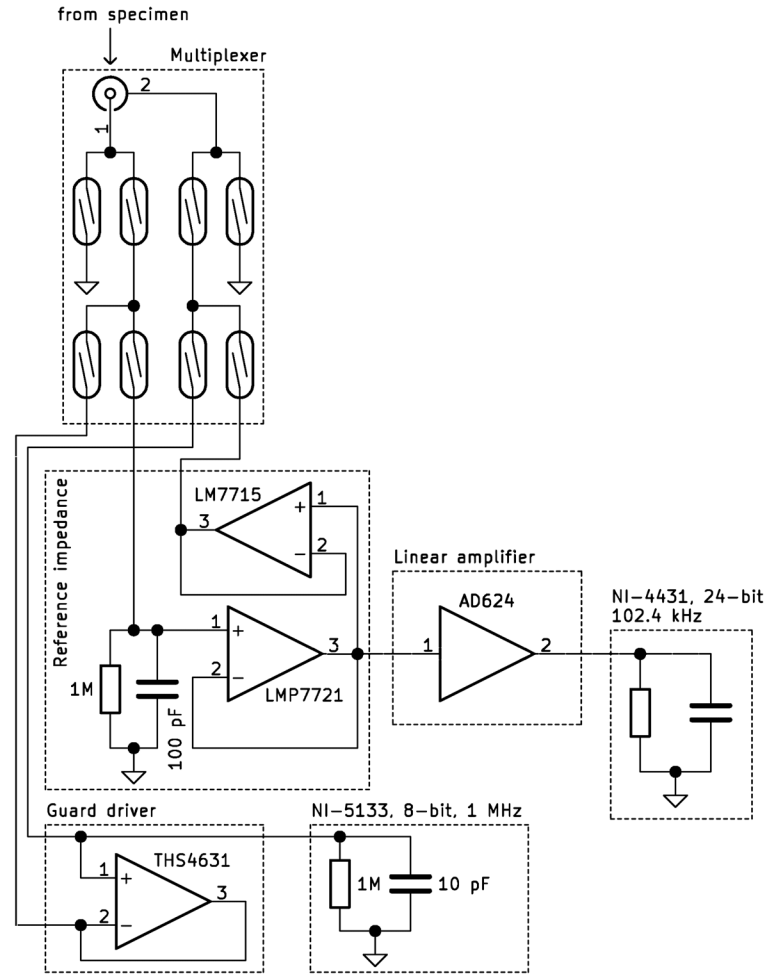 from specimen
Multiplexer
2
1
Reference impedance
LM7715
+
1
3
−
2
Linear amplifier
AD624
NI−4431, 24−bit
102.4 kHz
1
+
3
1
2
2
−
LMP7721
1M
100 pF
Guard driver
NI−5133, 8−bit, 1 MHz
THS4631
1
+
3
1M
10 pF
2
−